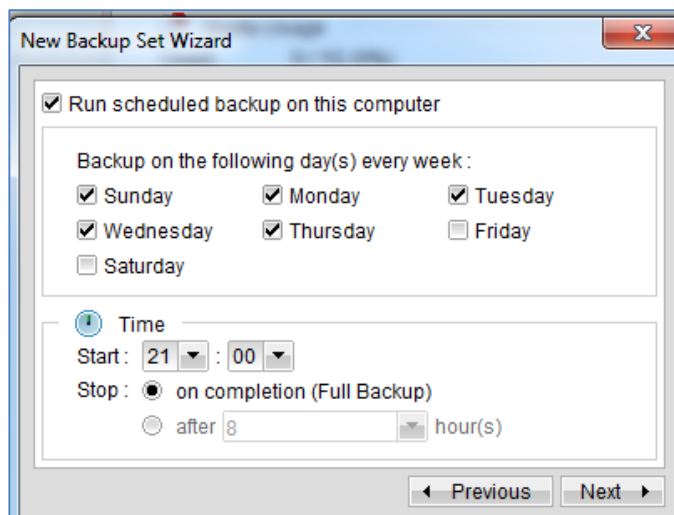 New Backup Set Wizard
Run scheduled backup on this computer
Backup on the following day(s) every week :
Sunday Monday Tuesday
Wednesday Thursday Friday
Saturday
Time
Start : 21 : 00
Stop : on completion (Full Backup)
after 8 hour(s)
Previous Next